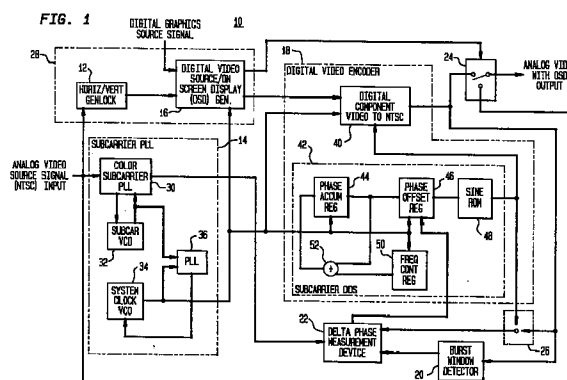 FIG. 1
DIGITAL GRAPHICS
SOURCE SIGNAL
10
28
12
HORIZ/VERT
GENLOCK
DIGITAL VIDEO
SOURCE/ON
SCREEN DISPLAY
(OSD) GEN.
16
18
DIGITAL VIDEO ENCODER
24
ANALOG VID
WITH OSD
OUTPUT
DIGITAL
COMPONENT
VIDEO TO NTSC
40
SUBCARRIER PLL
14
ANALOG VIDEO
SOURCE SIGNAL
(NTSC) INPUT
COLOR
SUBCARRIER
PLL
30
SUBCAR
VCO
32
34
SYSTEM
CLOCK
VCO
36
PLL
42
PHASE
ACCUM
REG
44
PHASE
OFFSET
REG
46
SINE
ROM
48
52
+
50
FREQ
CONT
REG
SUBCARRIER DDS
22
DELTA PHASE
MEASUREMENT
DEVICE
26
BURST
WINDOW
DETECTOR
20